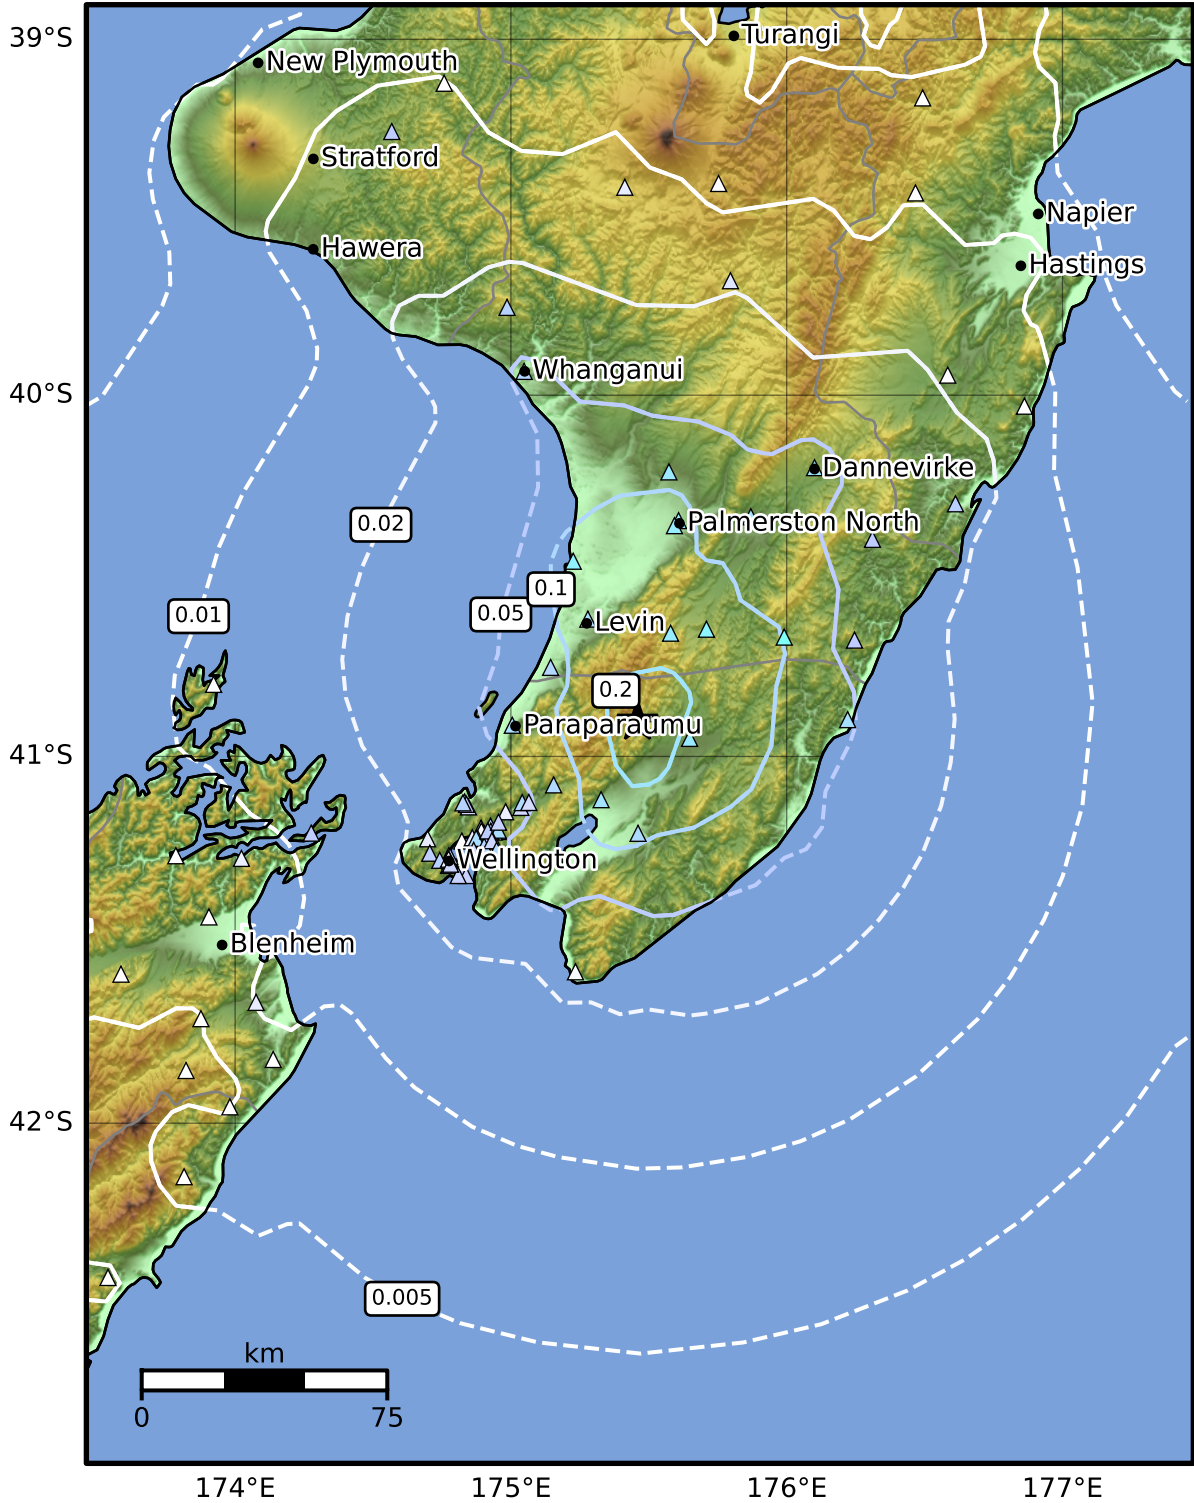 39°S
Turangi
New Plymouth
Stratford
Napier
Hawera
Hastings
Whanganui
40°S
Dannevirke
0.02
Palmerston North
0.1
0.01
0.05
Levin
0.2
Paraparaumu
41°S
Wellington
Blenheim
42°S
0.005
km
0
75
174°E
175°E
176°E
177°E